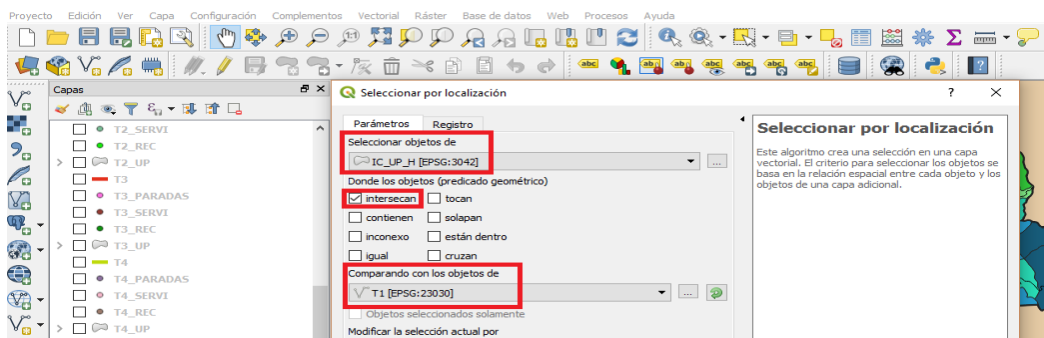 Proyecto Edición Ver Capa Configuración Complementos Vectorial Ráster Base de datos Web Procesos Ayuda
Capas
Seleccionar por localización
T2_SERVI
T2_REC
T2_UP
T3
T3_PARADAS
T3_SERVI
T3_REC
T3_UP
T4
T4_PARADAS
T4_SERVI
T4_REC
T4_UP
Parámetros Registro
Seleccionar objetos de
IC_UP_H [EPSG:3042]
Donde los objetos (predicado geométrico)
intersecan tocan
contienen solapan
inconexo están dentro
igual cruzan
Comparando con los objetos de
T1 [EPSG:23030]
Objetos seleccionados solamente
Modificar la selección actual por
Seleccionar por localización
Este algoritmo crea una selección en una capa
vectorial. El criterio para seleccionar los objetos se
basa en la relación espacial entre cada objeto y los
objetos de una capa adicional.